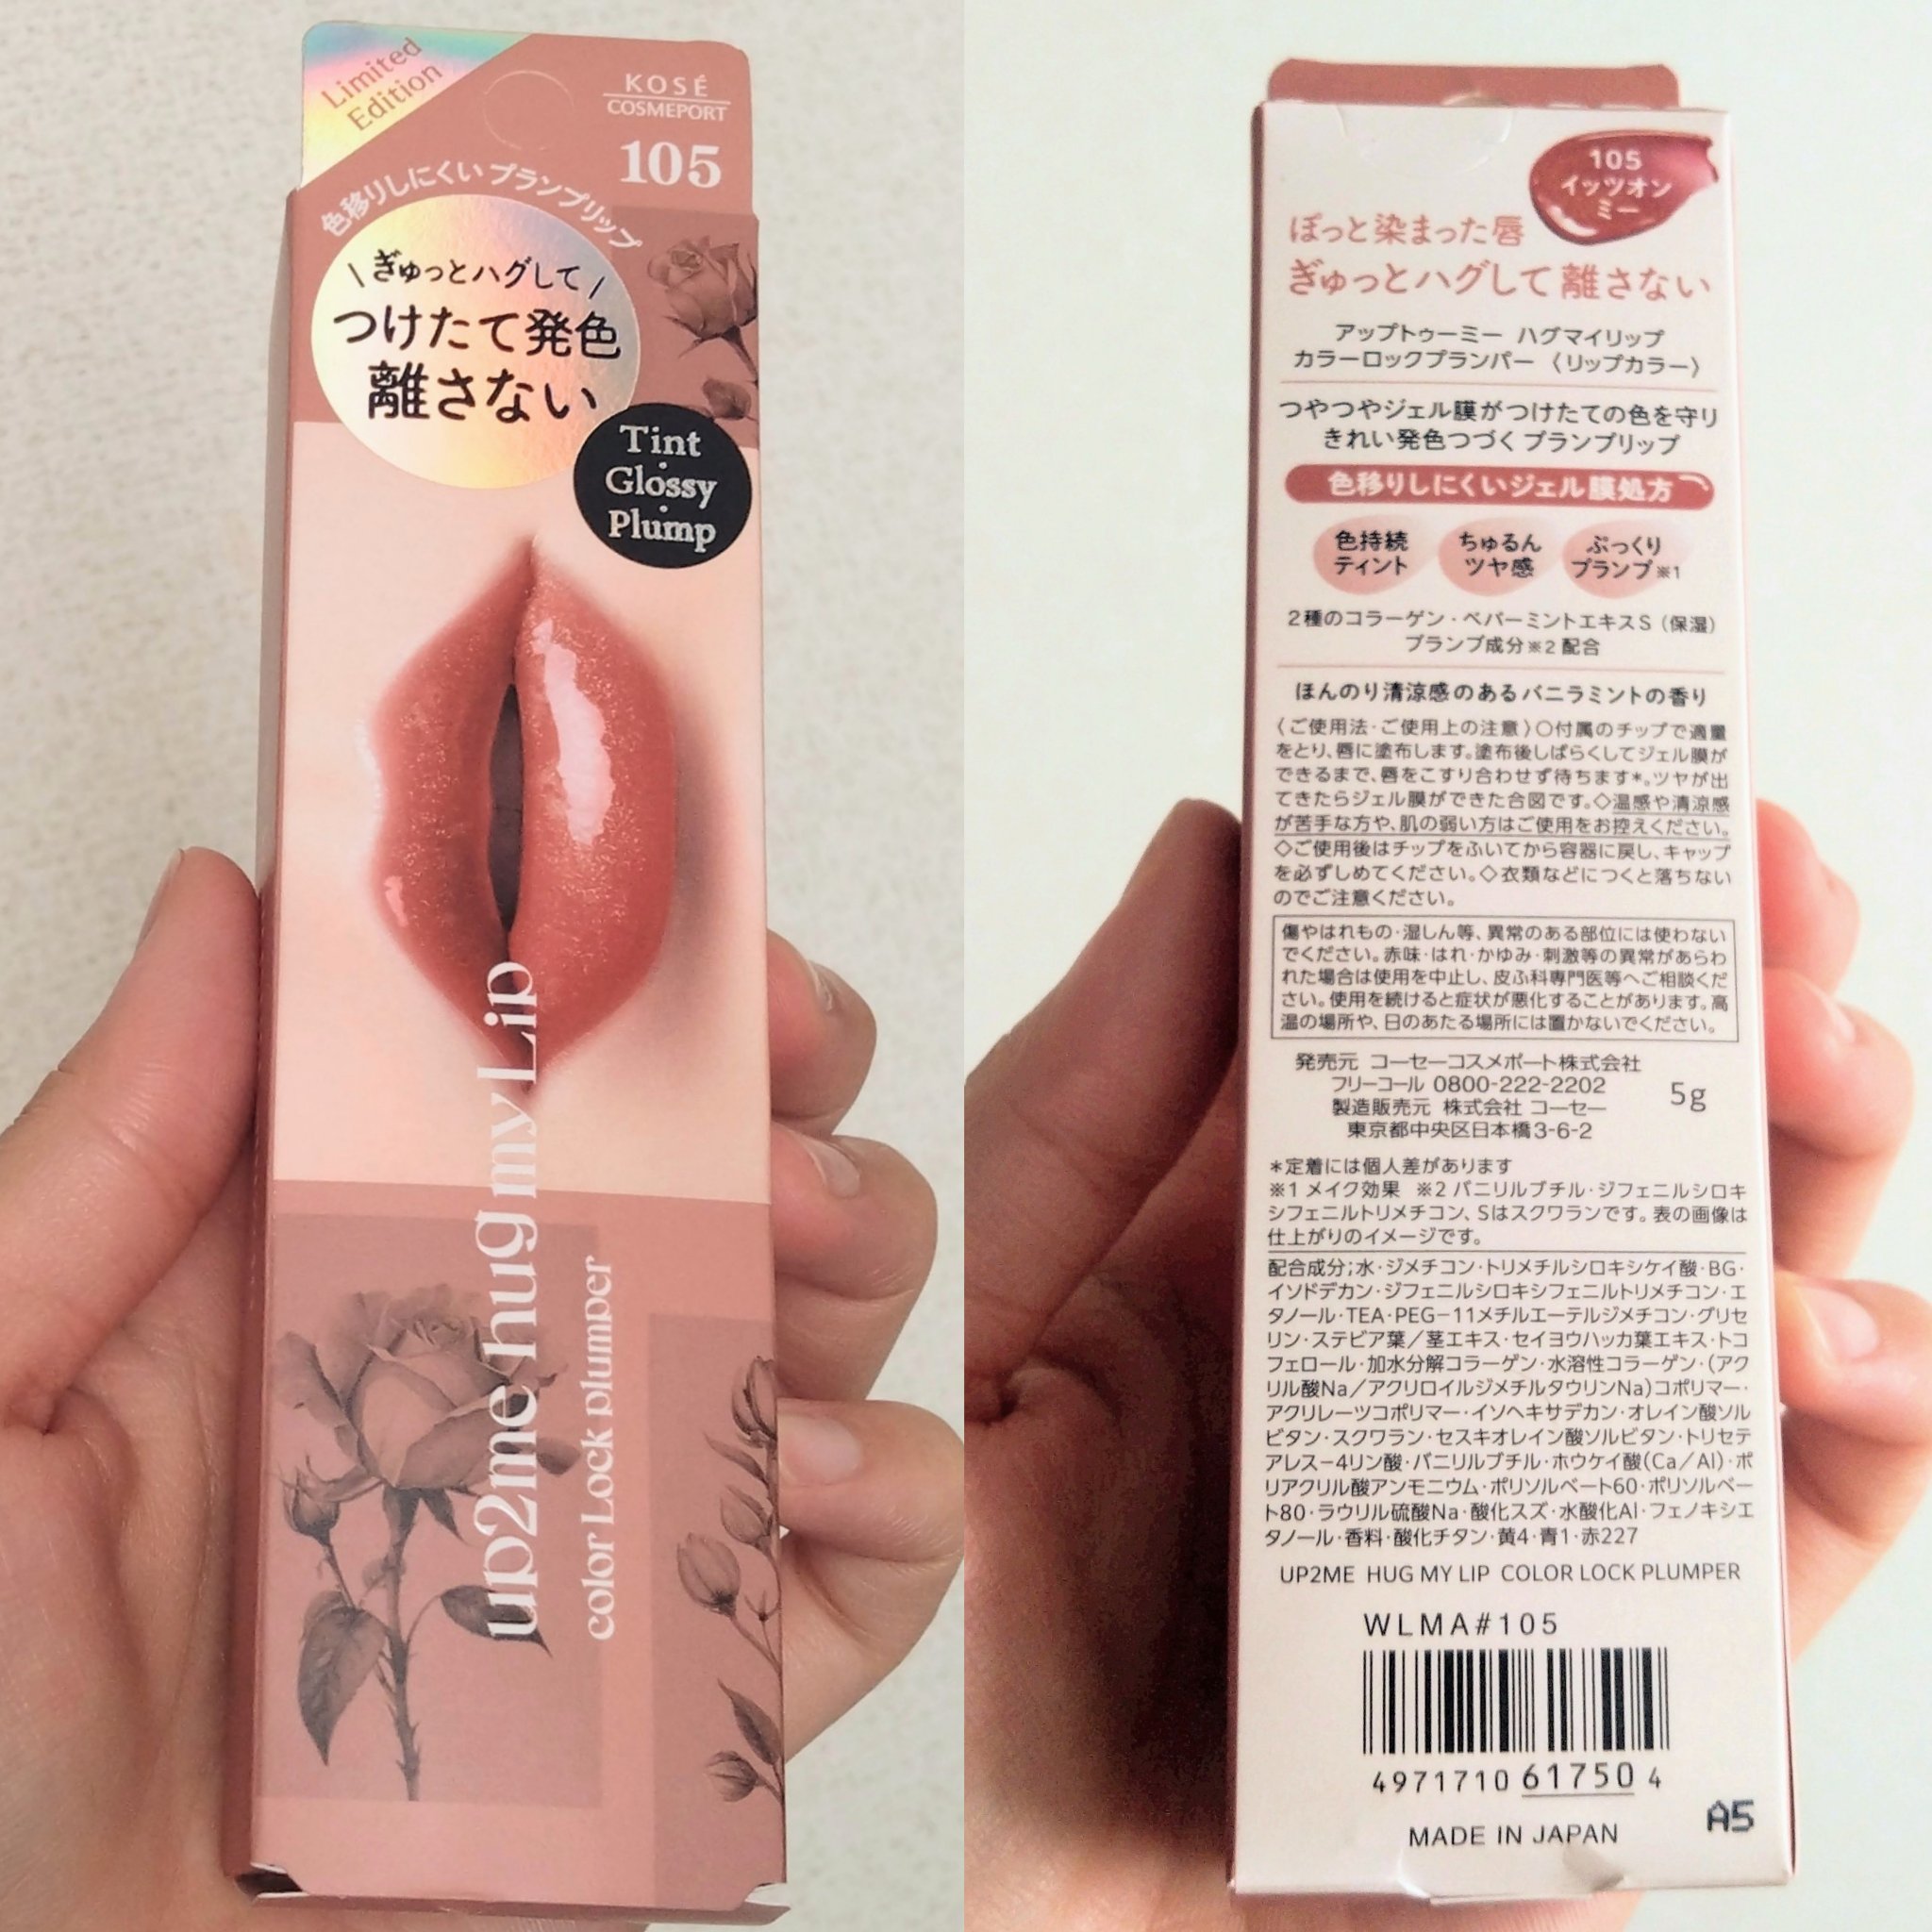 Limited
Edition
KOSÉ
COSMEPORT
105
色移りしにくいプランプリップ
\ ぎゅっとハグして /
つけたて発色
離さない
Tint
・
Glossy
・
Plump
up2me hug my Lip
color Lock plumper
105
イッツオン
ミー
ぽっと染まった唇
ぎゅっとハグして離さない
アップトゥーミー ハグマイリップ
カラーロックプランパー 〈リップカラー〉
つやつやジェル膜がつけたての色を守り
きれい発色つづくプランプリップ
色移りしにくいジェル膜処方
色持続
ティント
ちゅるん
ツヤ感
ぷっくり
プランプ※1
2種のコラーゲン・ペパーミントエキスS（保湿）
プランプ成分※2 配合
ほんのり清涼感のあるバニラミントの香り
〈ご使用法・ご使用上の注意〉○付属のチップで適量
をとり、唇に塗布します。塗布後しばらくしてジェル膜が
できるまで、唇をこすり合わせず待ちます*。ツヤが出
てきたらジェル膜ができた合図です。◇温感や清涼感
が苦手な方や、肌の弱い方はご使用をお控えください。
◇ご使用後はチップをふいてから容器に戻し、キャップ
を必ずしめてください。◇衣類などにつくと落ちない
のでご注意ください。
傷やはれもの・湿しん等、異常のある部位には使わない
でください。赤味・はれ・かゆみ・刺激等の異常があらわ
れた場合は使用を中止し、皮ふ科専門医等へご相談くだ
さい。使用を続けると症状が悪化することがあります。高
温の場所や、日のあたる場所には置かないでください。
発売元 コーセーコスメポート株式会社
フリーコール 0800-222-2202
製造販売元 株式会社 コーセー
東京都中央区日本橋3-6-2
5g
*定着には個人差があります
※1 メイク効果 ※2 バニリルブチル・ジフェニルシロキ
シフェニルトリメチコン、Sはスクワランです。表の画像は
仕上がりのイメージです。
配合成分；水・ジメチコン・トリメチルシロキシケイ酸・BG・
イソドデカン・ジフェニルシロキシフェニルトリメチコン・エ
タノール・TEA・PEG-11メチルエーテルジメチコン・グリセ
リン・ステビア葉／茎エキス・セイヨウハッカ葉エキス・トコ
フェロール・加水分解コラーゲン・水溶性コラーゲン・(アク
リル酸Na／アクリロイルジメチルタウリンNa)コポリマー・
アクリレーツコポリマー・イソヘキサデカン・オレイン酸ソル
ビタン・スクワラン・セスキオレイン酸ソルビタン・トリセテ
アレス-4リン酸・バニリルブチル・ホウケイ酸(Ca／Al)・ポ
リアクリル酸アンモニウム・ポリソルベート60・ポリソルベー
ト80・ラウリル硫酸Na・酸化スズ・水酸化Al・フェノキシエ
タノール・香料・酸化チタン・黄4・青1・赤227
UP2ME HUG MY LIP COLOR LOCK PLUMPER
WLMA#105
4971710 61750 4
MADE IN JAPAN
A5